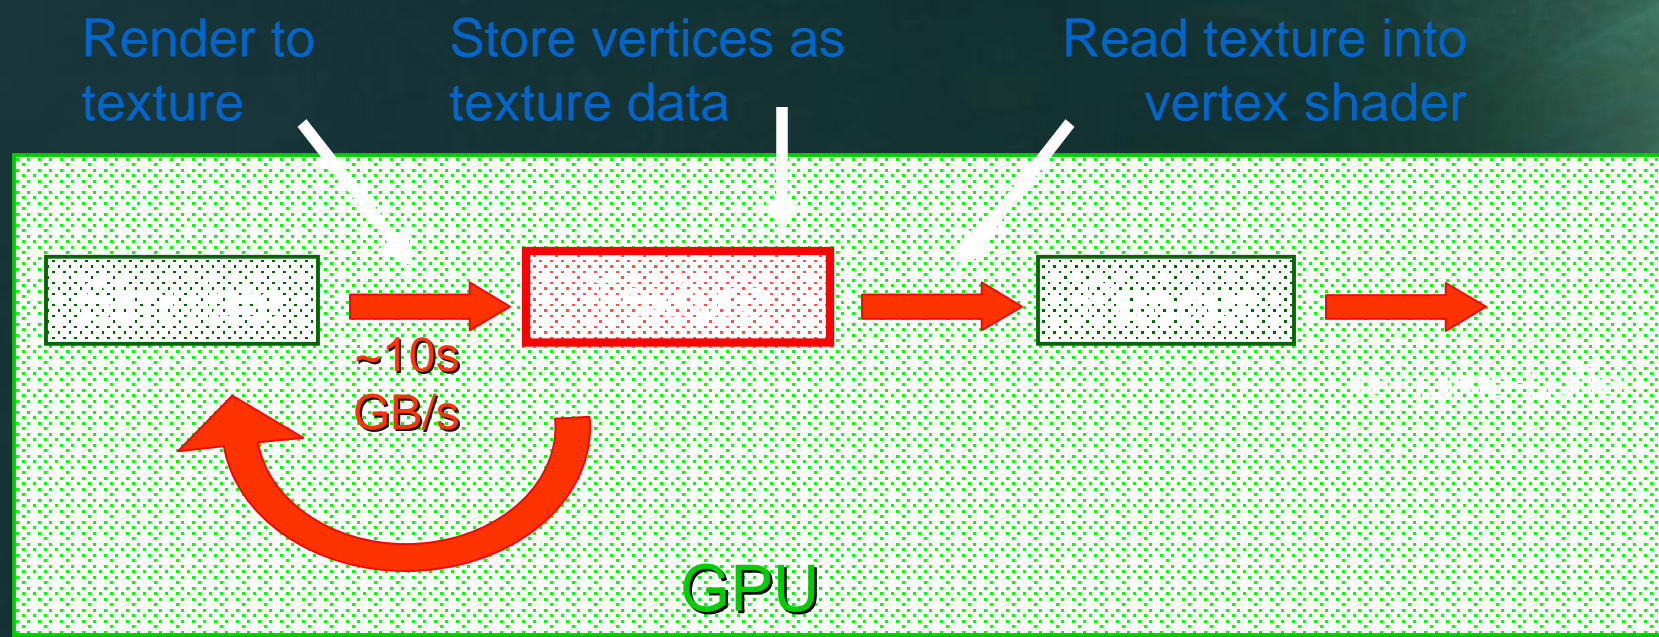 Render to
texture
Store vertices as
texture data
Read texture into
vertex shader
~10s
GB/s
GPU